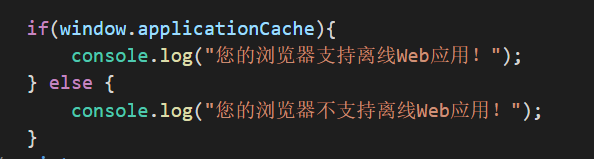 if(window.applicationCache){
    console.log("您的浏览器支持离线Web应用！");
} else {
    console.log("您的浏览器不支持离线Web应用！");
}